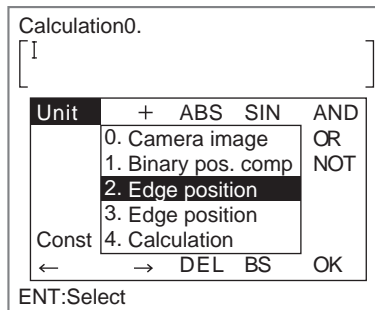 Calculation0.
[I ]
Unit + ABS SIN AND
0. Camera image OR
1. Binary pos. comp NOT
2. Edge position
3. Edge position
Const 4. Calculation
← → DEL BS OK
ENT:Select